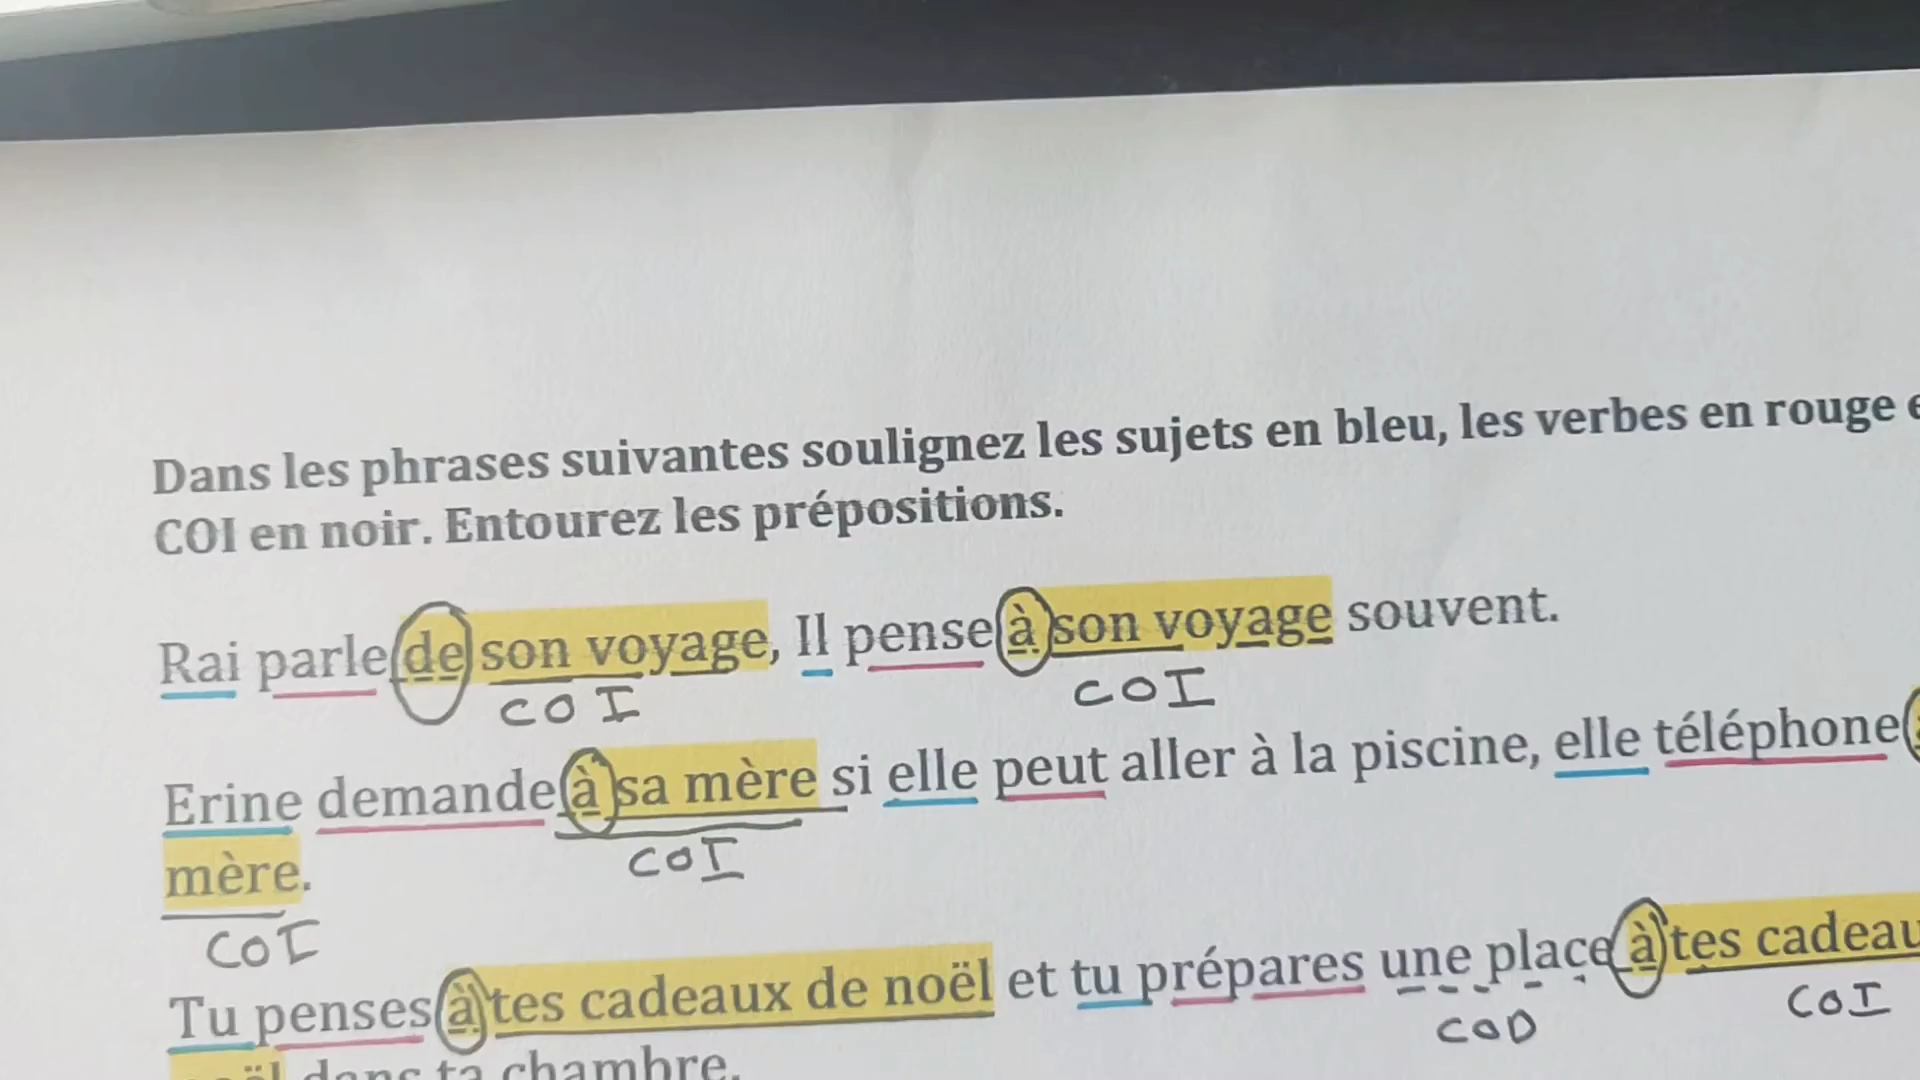 Dans les phrases suivantes soulignez les sujets en bleu, les verbes en rouge
COI en noir. Entourez les prépositions.
Rai parle de son voyage, Il pense à son voyage souvent.
COI COI
Erine demande à sa mère si elle peut aller à la piscine, elle téléphone
COI
mère.
COI
Tu penses à tes cadeaux de noël et tu prépares une place à tes cadeau
COD COI
dans ta chambre.